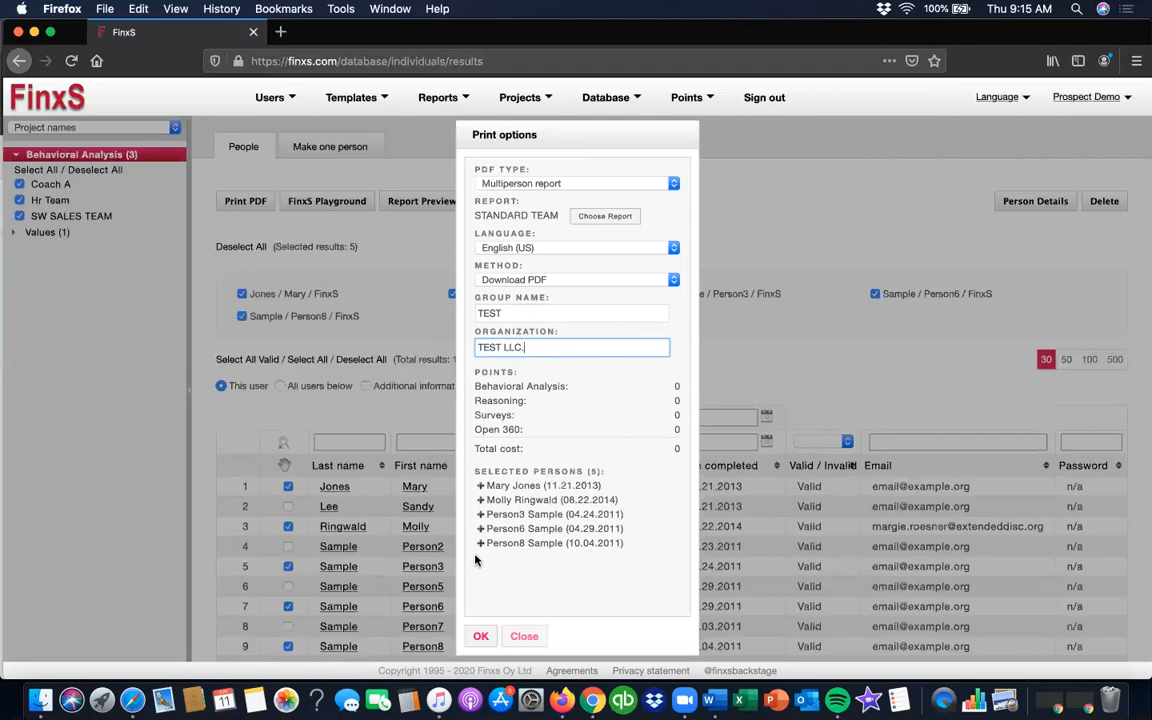 Firefox File Edit View History Bookmarks Tools Window Help 100% Thu 9:15 AM
FinxS
https://finxs.com/database/individuals/results
FinxS Users Templates Reports Projects Database Points Sign out Language Prospect Demo
Project names
Behavioral Analysis (3)
Select All / Deselect All
Coach A
Hr Team
SW SALES TEAM
Values (1)
People Make one person
Print PDF FinxS Spreadsheet Report Preview Person Details Delete
Deselect All (Selected results: 5)
Jones / Mary / FinxS
e / Person3 / FinxS
Sample / Person6 / FinxS
Sample / Person8 / FinxS
Select All Valid / Select All / Deselect All (Total results: 1
30 50 100 500
This user All users below Additional informat
Last name First name e completed Valid / Invalid Email Password
1 Jones Mary .21.2013 Valid email@example.org n/a
2 Lee Sandy Valid email@example.org n/a
3 Ringwald Molly .22.2014 Valid margie.roesner@extendeddisc.org n/a
4 Sample Person2 .23.2011 Valid email@example.org n/a
5 Sample Person3 .24.2011 Valid email@example.org n/a
6 Sample Person5 .29.2011 Valid email@example.org n/a
7 Sample Person6 .29.2011 Valid email@example.org n/a
8 Sample Person7 .03.2011 Valid email@example.org n/a
9 Sample Person8 .04.2011 Valid email@example.org n/a
Print options
PDF TYPE:
Multiperson report
REPORT:
STANDARD TEAM Choose Report
LANGUAGE:
English (US)
METHOD:
Download PDF
GROUP NAME:
TEST
ORGANIZATION:
TEST LLC.
POINTS:
Behavioral Analysis: 0
Reasoning: 0
Surveys: 0
Open 360: 0
Total cost: 0
SELECTED PERSONS (5):
Mary Jones (11.21.2013)
Molly Ringwald (08.22.2014)
Person3 Sample (04.24.2011)
Person6 Sample (04.29.2011)
Person8 Sample (10.04.2011)
OK Close
Copyright 1995 - 2020 Finxs Oy Ltd Agreements Privacy statement @finxsbackstage